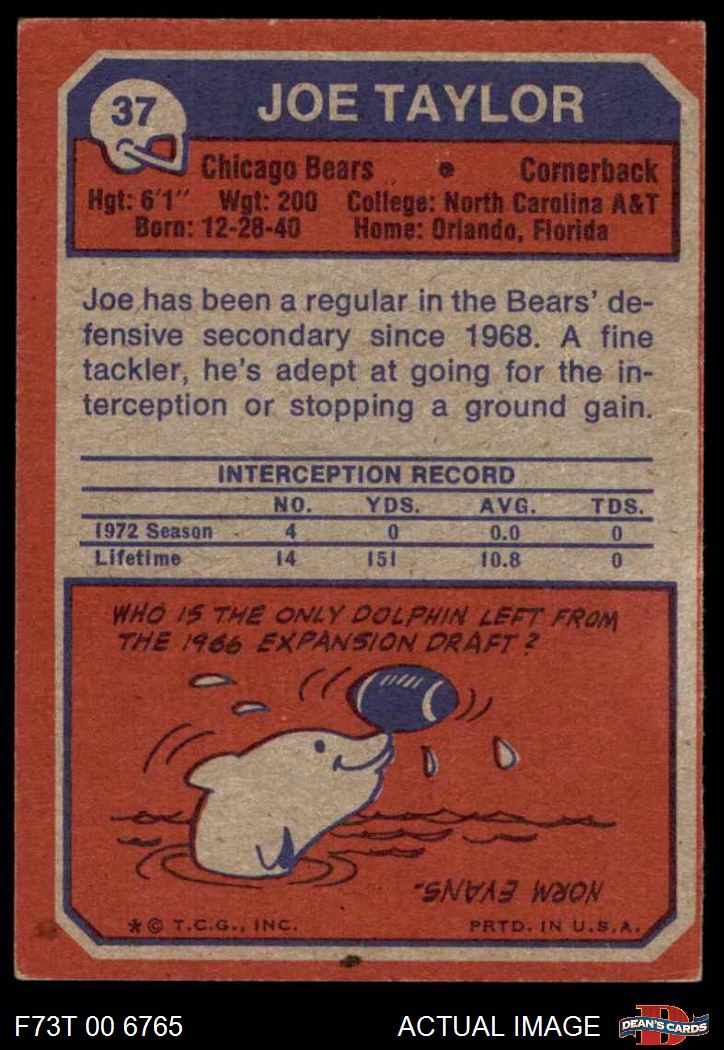 37
JOE TAYLOR
Chicago Bears • Cornerback
Hgt: 6'1" Wgt: 200 College: North Carolina A&T
Born: 12-28-40 Home: Orlando, Florida
Joe has been a regular in the Bears' de-
fensive secondary since 1968. A fine
tackler, he's adept at going for the in-
terception or stopping a ground gain.
INTERCEPTION RECORD
NO. YDS. AVG. TDS.
1972 Season 4 0 0.0 0
Lifetime 14 151 10.8 0
WHO IS THE ONLY DOLPHIN LEFT FROM
THE 1966 EXPANSION DRAFT?
NORM EVANS.
* © T.C.G., INC. PRTD. IN U.S.A.
F73T 00 6765 ACTUAL IMAGE
D
DEAN'S CARDS